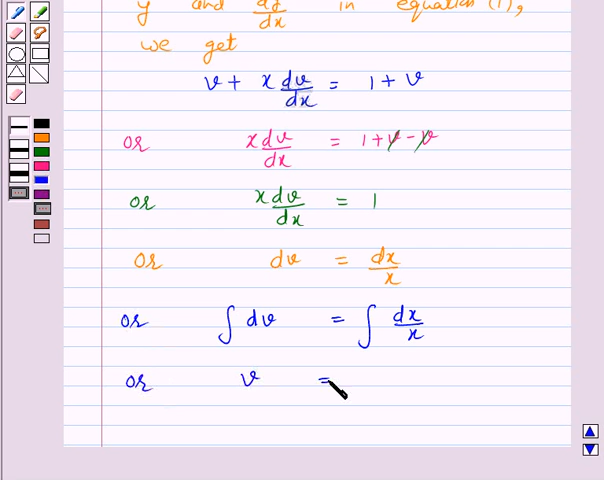 y and dy/dx in equation (1),
we get
v + x dv/dx = 1 + v
or x dv/dx = 1 + v - v
or x dv/dx = 1
or dv = dx/x
or ∫ dv = ∫ dx/x
or v =